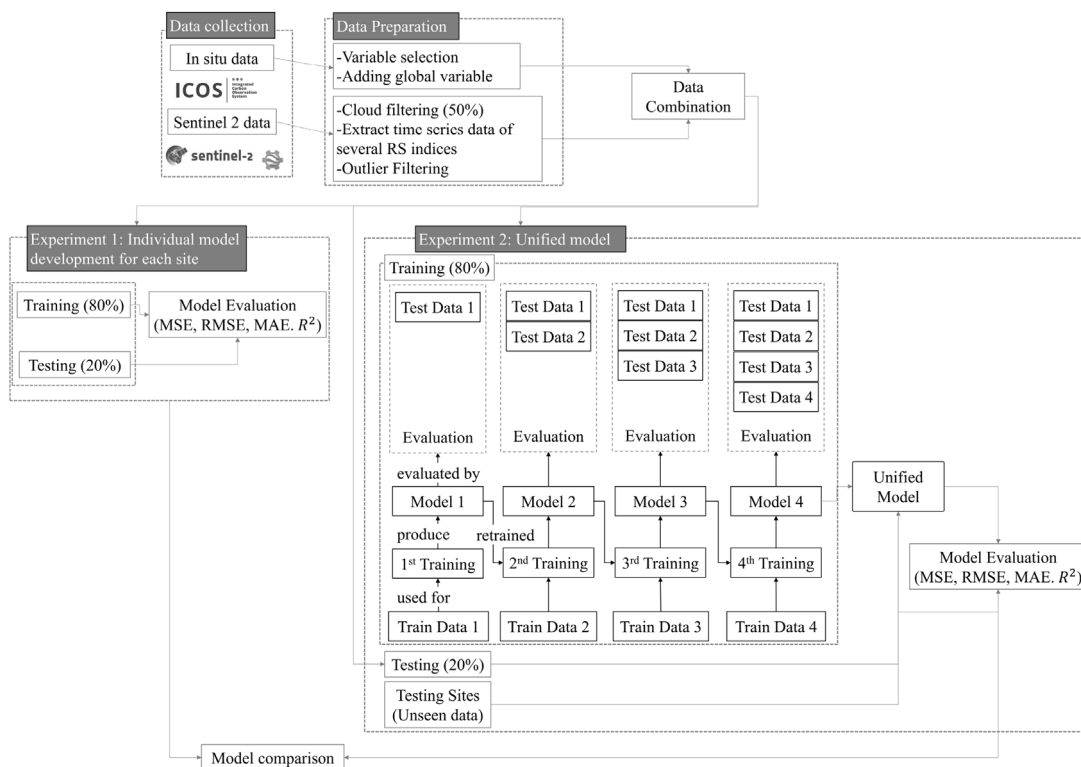 Data collection
In situ data
ICOS
Integrated
Carbon
Observation
System
Sentinel 2 data
sentinel-2
Data Preparation
-Variable selection
-Adding global variable
-Cloud filtering (50%)
-Extract time series data of
several RS indices
-Outlier Filtering
Data
Combination
Experiment 1: Individual model
development for each site
Training (80%)
Testing (20%)
Model Evaluation
(MSE, RMSE, MAE. R²)
Experiment 2: Unified model
Training (80%)
Test Data 1
Evaluation
evaluated by
Model 1
produce
retrained
1st Training
used for
Train Data 1
Test Data 1
Test Data 2
Evaluation
Model 2
2nd Training
Train Data 2
Test Data 1
Test Data 2
Test Data 3
Evaluation
Model 3
3rd Training
Train Data 3
Test Data 1
Test Data 2
Test Data 3
Test Data 4
Evaluation
Model 4
4th Training
Train Data 4
Unified
Model
Model Evaluation
(MSE, RMSE, MAE. R²)
Testing (20%)
Testing Sites
(Unseen data)
Model comparison